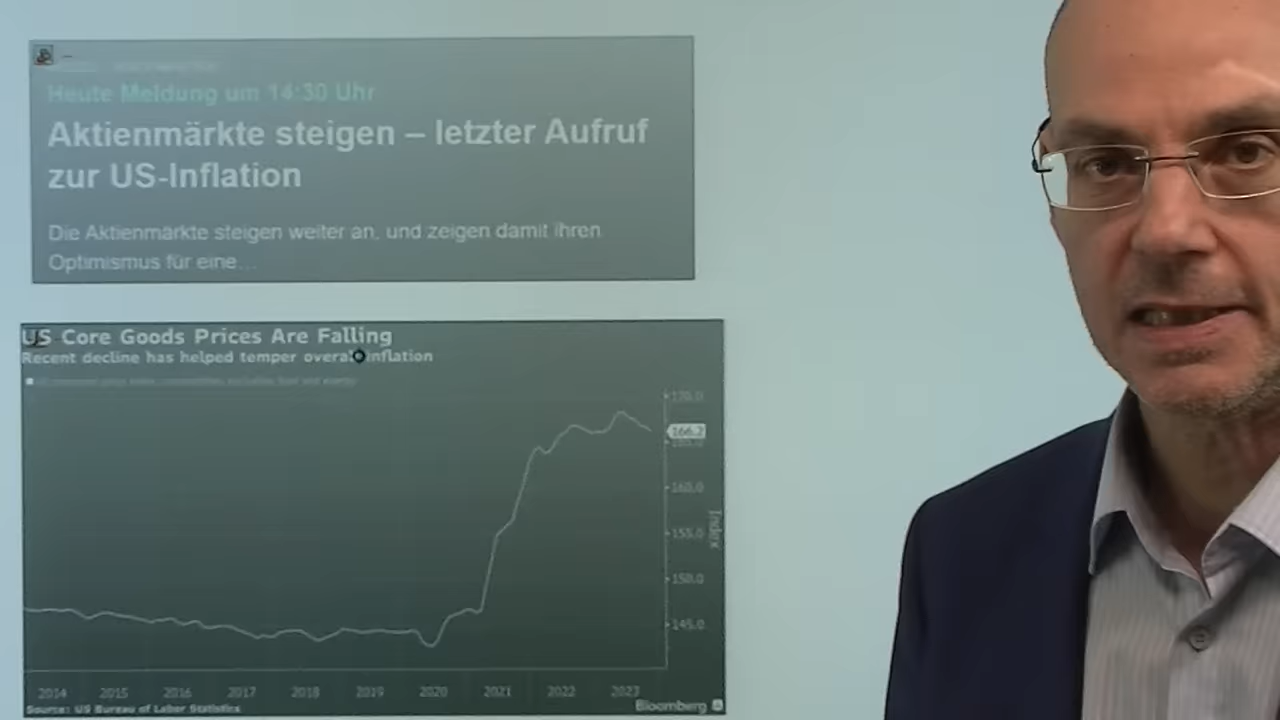 Heute Meldung um 14:30 Uhr
Aktienmärkte steigen – letzter Aufruf
zur US-Inflation
Die Aktienmärkte steigen weiter an, und zeigen damit ihren
Optimismus für eine...
US Core Goods Prices Are Falling
Recent decline has helped temper overall inflation
170.0
166.2
165.0
160.0
155.0
Index
150.0
145.0
2014 2015 2016 2017 2018 2019 2020 2021 2022 2023
Source: US Bureau of Labor Statistics
Bloomberg